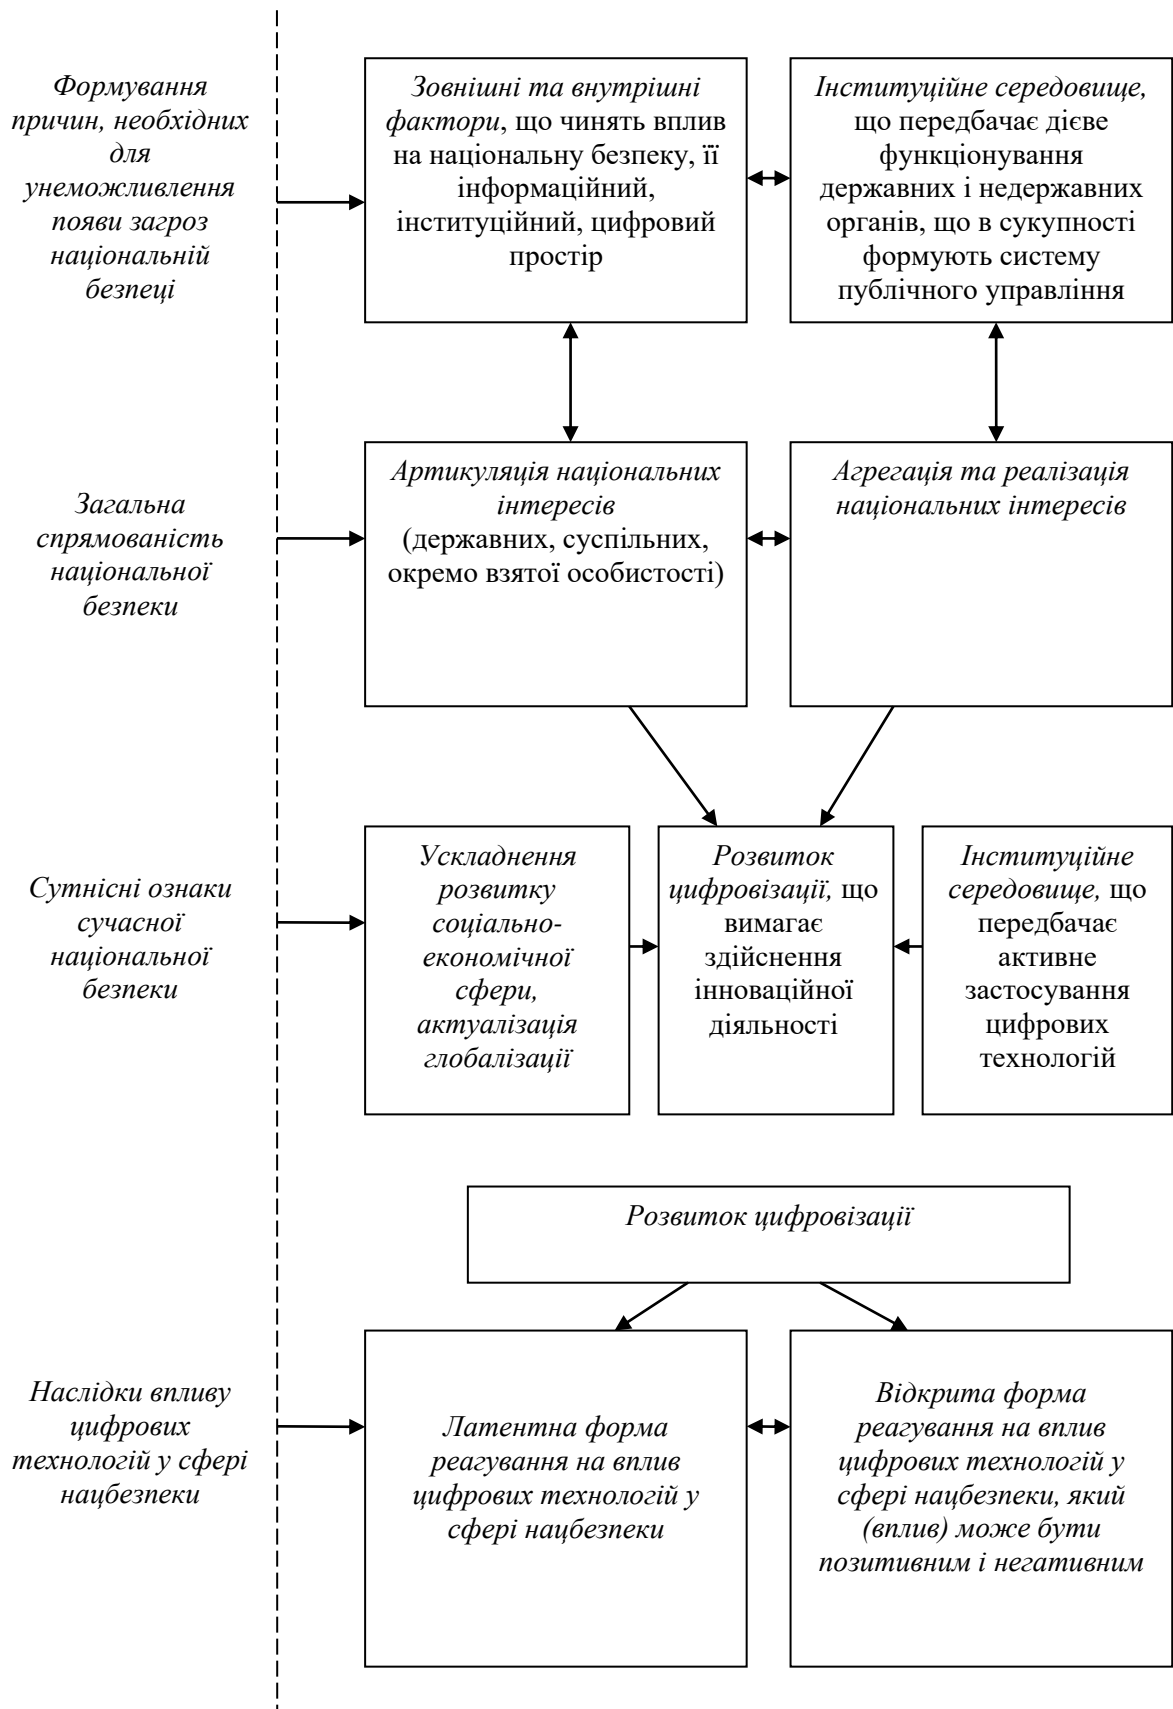 Формування
причин, необхідних
для
унеможливлення
появи загроз
національній
безпеці
Зовнішні та внутрішні
фактори, що чинять вплив
на національну безпеку, її
інформаційний,
інституційний, цифровий
простір
Інституційне середовище,
що передбачає дієве
функціонування
державних і недержавних
органів, що в сукупності
формують систему
публічного управління
Загальна
спрямованість
національної
безпеки
Артикуляція національних
інтересів
(державних, суспільних,
окремо взятої особистості)
Агрегація та реалізація
національних інтересів
Сутнісні ознаки
сучасної
національної
безпеки
Ускладнення
розвитку
соціально-
економічної
сфери,
актуалізація
глобалізації
Розвиток
цифровізації, що
вимагає
здійснення
інноваційної
діяльності
Інституційне
середовище, що
передбачає
активне
застосування
цифрових
технологій
Розвиток цифровізації
Наслідки впливу
цифрових
технологій у сфері
нацбезпеки
Латентна форма
реагування на вплив
цифрових технологій у
сфері нацбезпеки
Відкрита форма
реагування на вплив
цифрових технологій у
сфері нацбезпеки, який
(вплив) може бути
позитивним і негативним